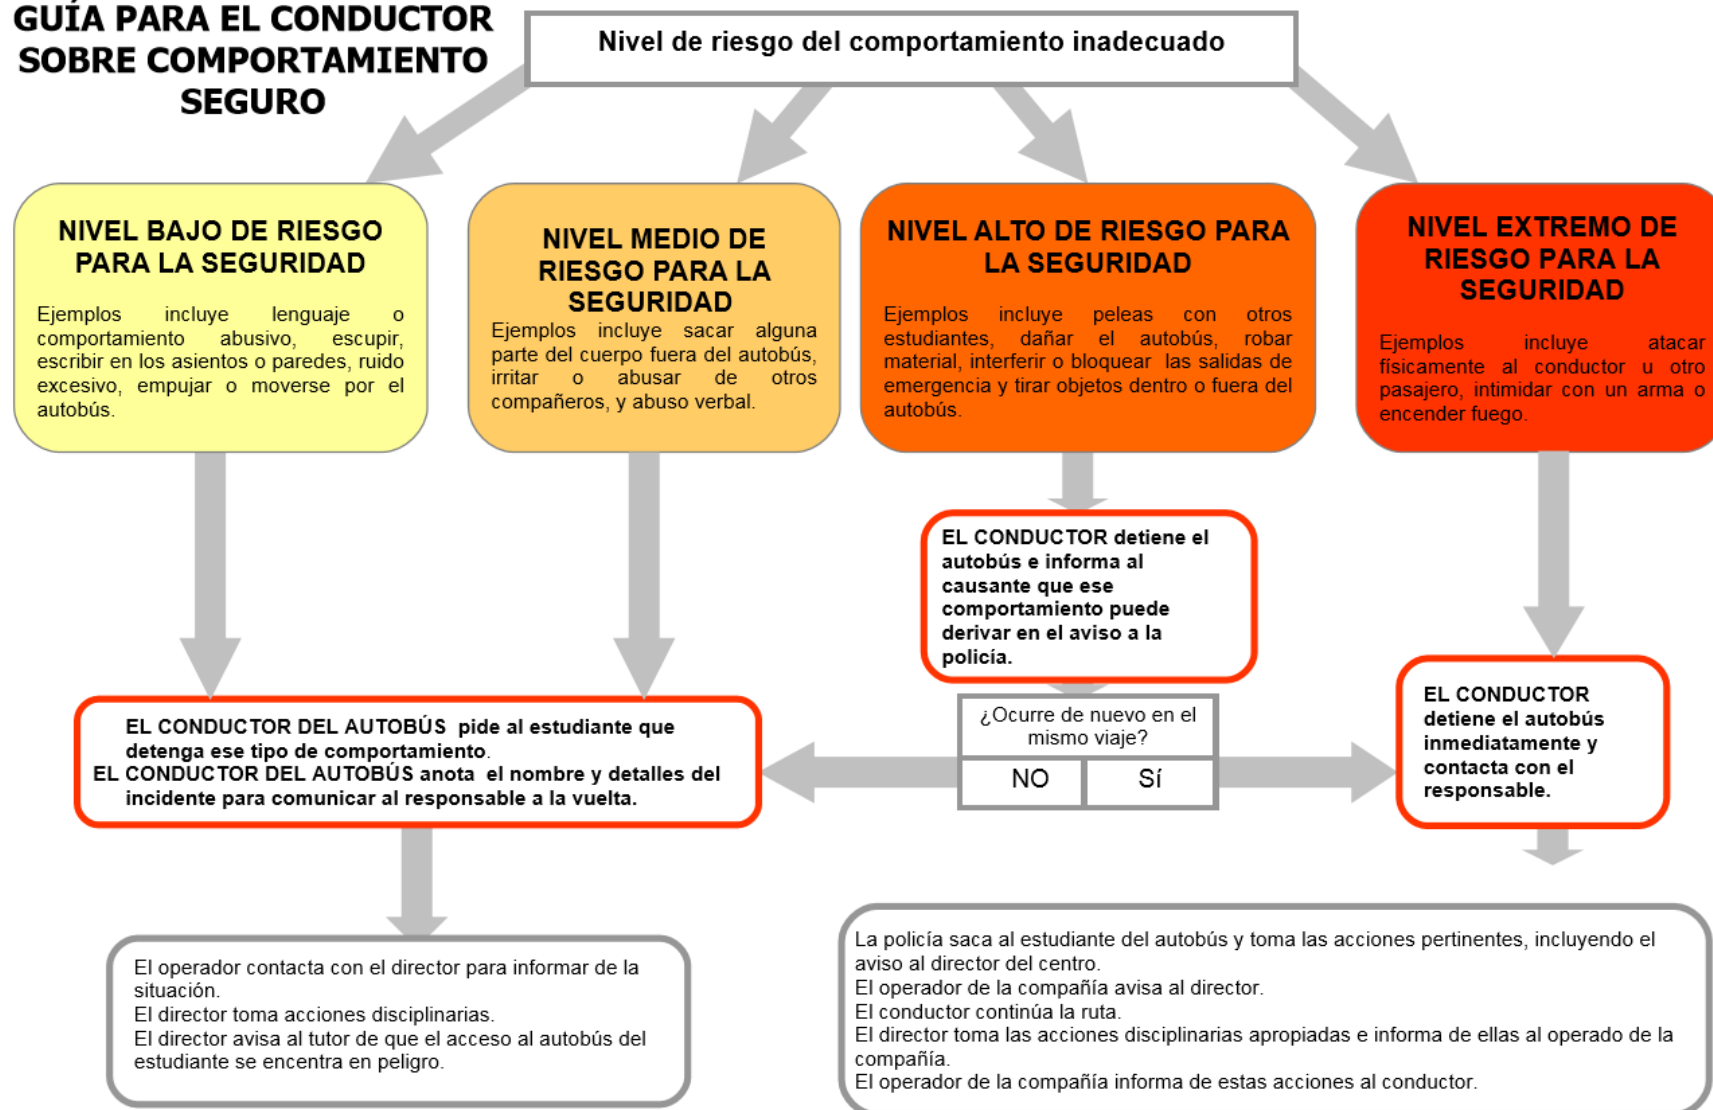 GUÍA PARA EL CONDUCTOR
SOBRE COMPORTAMIENTO
SEGURO
Nivel de riesgo del comportamiento inadecuado
NIVEL BAJO DE RIESGO
PARA LA SEGURIDAD
Ejemplos incluye lenguaje o
comportamiento abusivo, escupir,
escribir en los asientos o paredes, ruido
excesivo, empujar o moverse por el
autobús.
NIVEL MEDIO DE
RIESGO PARA LA
SEGURIDAD
Ejemplos incluye sacar alguna
parte del cuerpo fuera del autobús,
irritar o abusar de otros
compañeros, y abuso verbal.
NIVEL ALTO DE RIESGO PARA
LA SEGURIDAD
Ejemplos incluye peleas con otros
estudiantes, dañar el autobús, robar
material, interferir o bloquear las salidas de
emergencia y tirar objetos dentro o fuera del
autobús.
NIVEL EXTREMO DE
RIESGO PARA LA
SEGURIDAD
Ejemplos incluye atacar
físicamente al conductor u otro
pasajero, intimidar con un arma o
encender fuego.
EL CONDUCTOR detiene el
autobús e informa al
causante que ese
comportamiento puede
derivar en el aviso a la
policía.
¿Ocurre de nuevo en el
mismo viaje?
NO Sí
EL CONDUCTOR
detiene el autobús
inmediatamente y
contacta con el
responsable.
EL CONDUCTOR DEL AUTOBÚS pide al estudiante que
detenga ese tipo de comportamiento.
EL CONDUCTOR DEL AUTOBÚS anota el nombre y detalles del
incidente para comunicar al responsable a la vuelta.
El operador contacta con el director para informar de la
situación.
El director toma acciones disciplinarias.
El director avisa al tutor de que el acceso al autobús del
estudiante se encentra en peligro.
La policía saca al estudiante del autobús y toma las acciones pertinentes, incluyendo el
aviso al director del centro.
El operador de la compañía avisa al director.
El conductor continúa la ruta.
El director toma las acciones disciplinarias apropiadas e informa de ellas al operado de la
compañía.
El operador de la compañía informa de estas acciones al conductor.